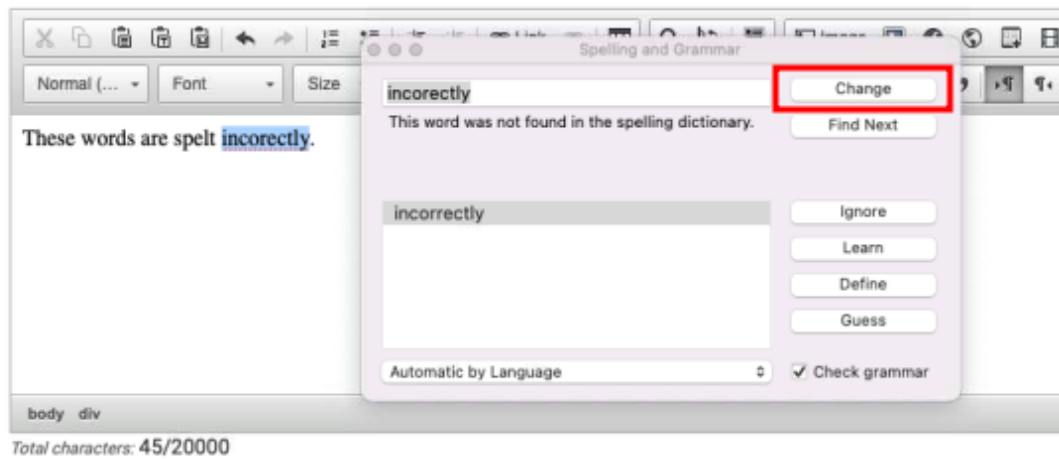 Spelling and Grammar
Normal (... Font Size
incorectly Change
This word was not found in the spelling dictionary. Find Next
These words are spelt incorectly.
incorrectly Ignore
Learn
Define
Guess
Automatic by Language Check grammar
body div
Total characters: 45/20000